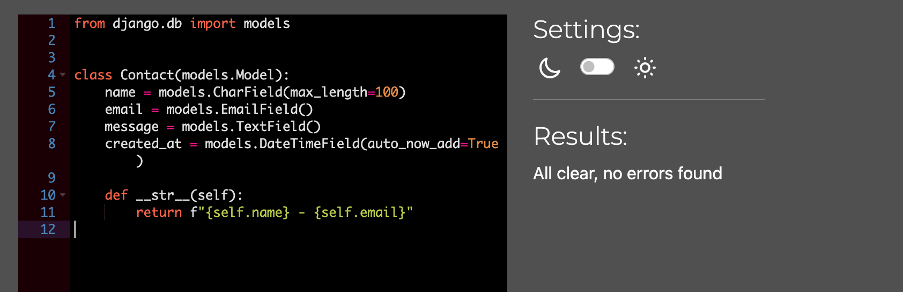 1 from django.db import models
2
3
4 class Contact(models.Model):
5     name = models.CharField(max_length=100)
6     email = models.EmailField()
7     message = models.TextField()
8     created_at = models.DateTimeField(auto_now_add=True
        )
9
10     def __str__(self):
11         return f"{self.name} - {self.email}"
12
Settings:
Results:
All clear, no errors found